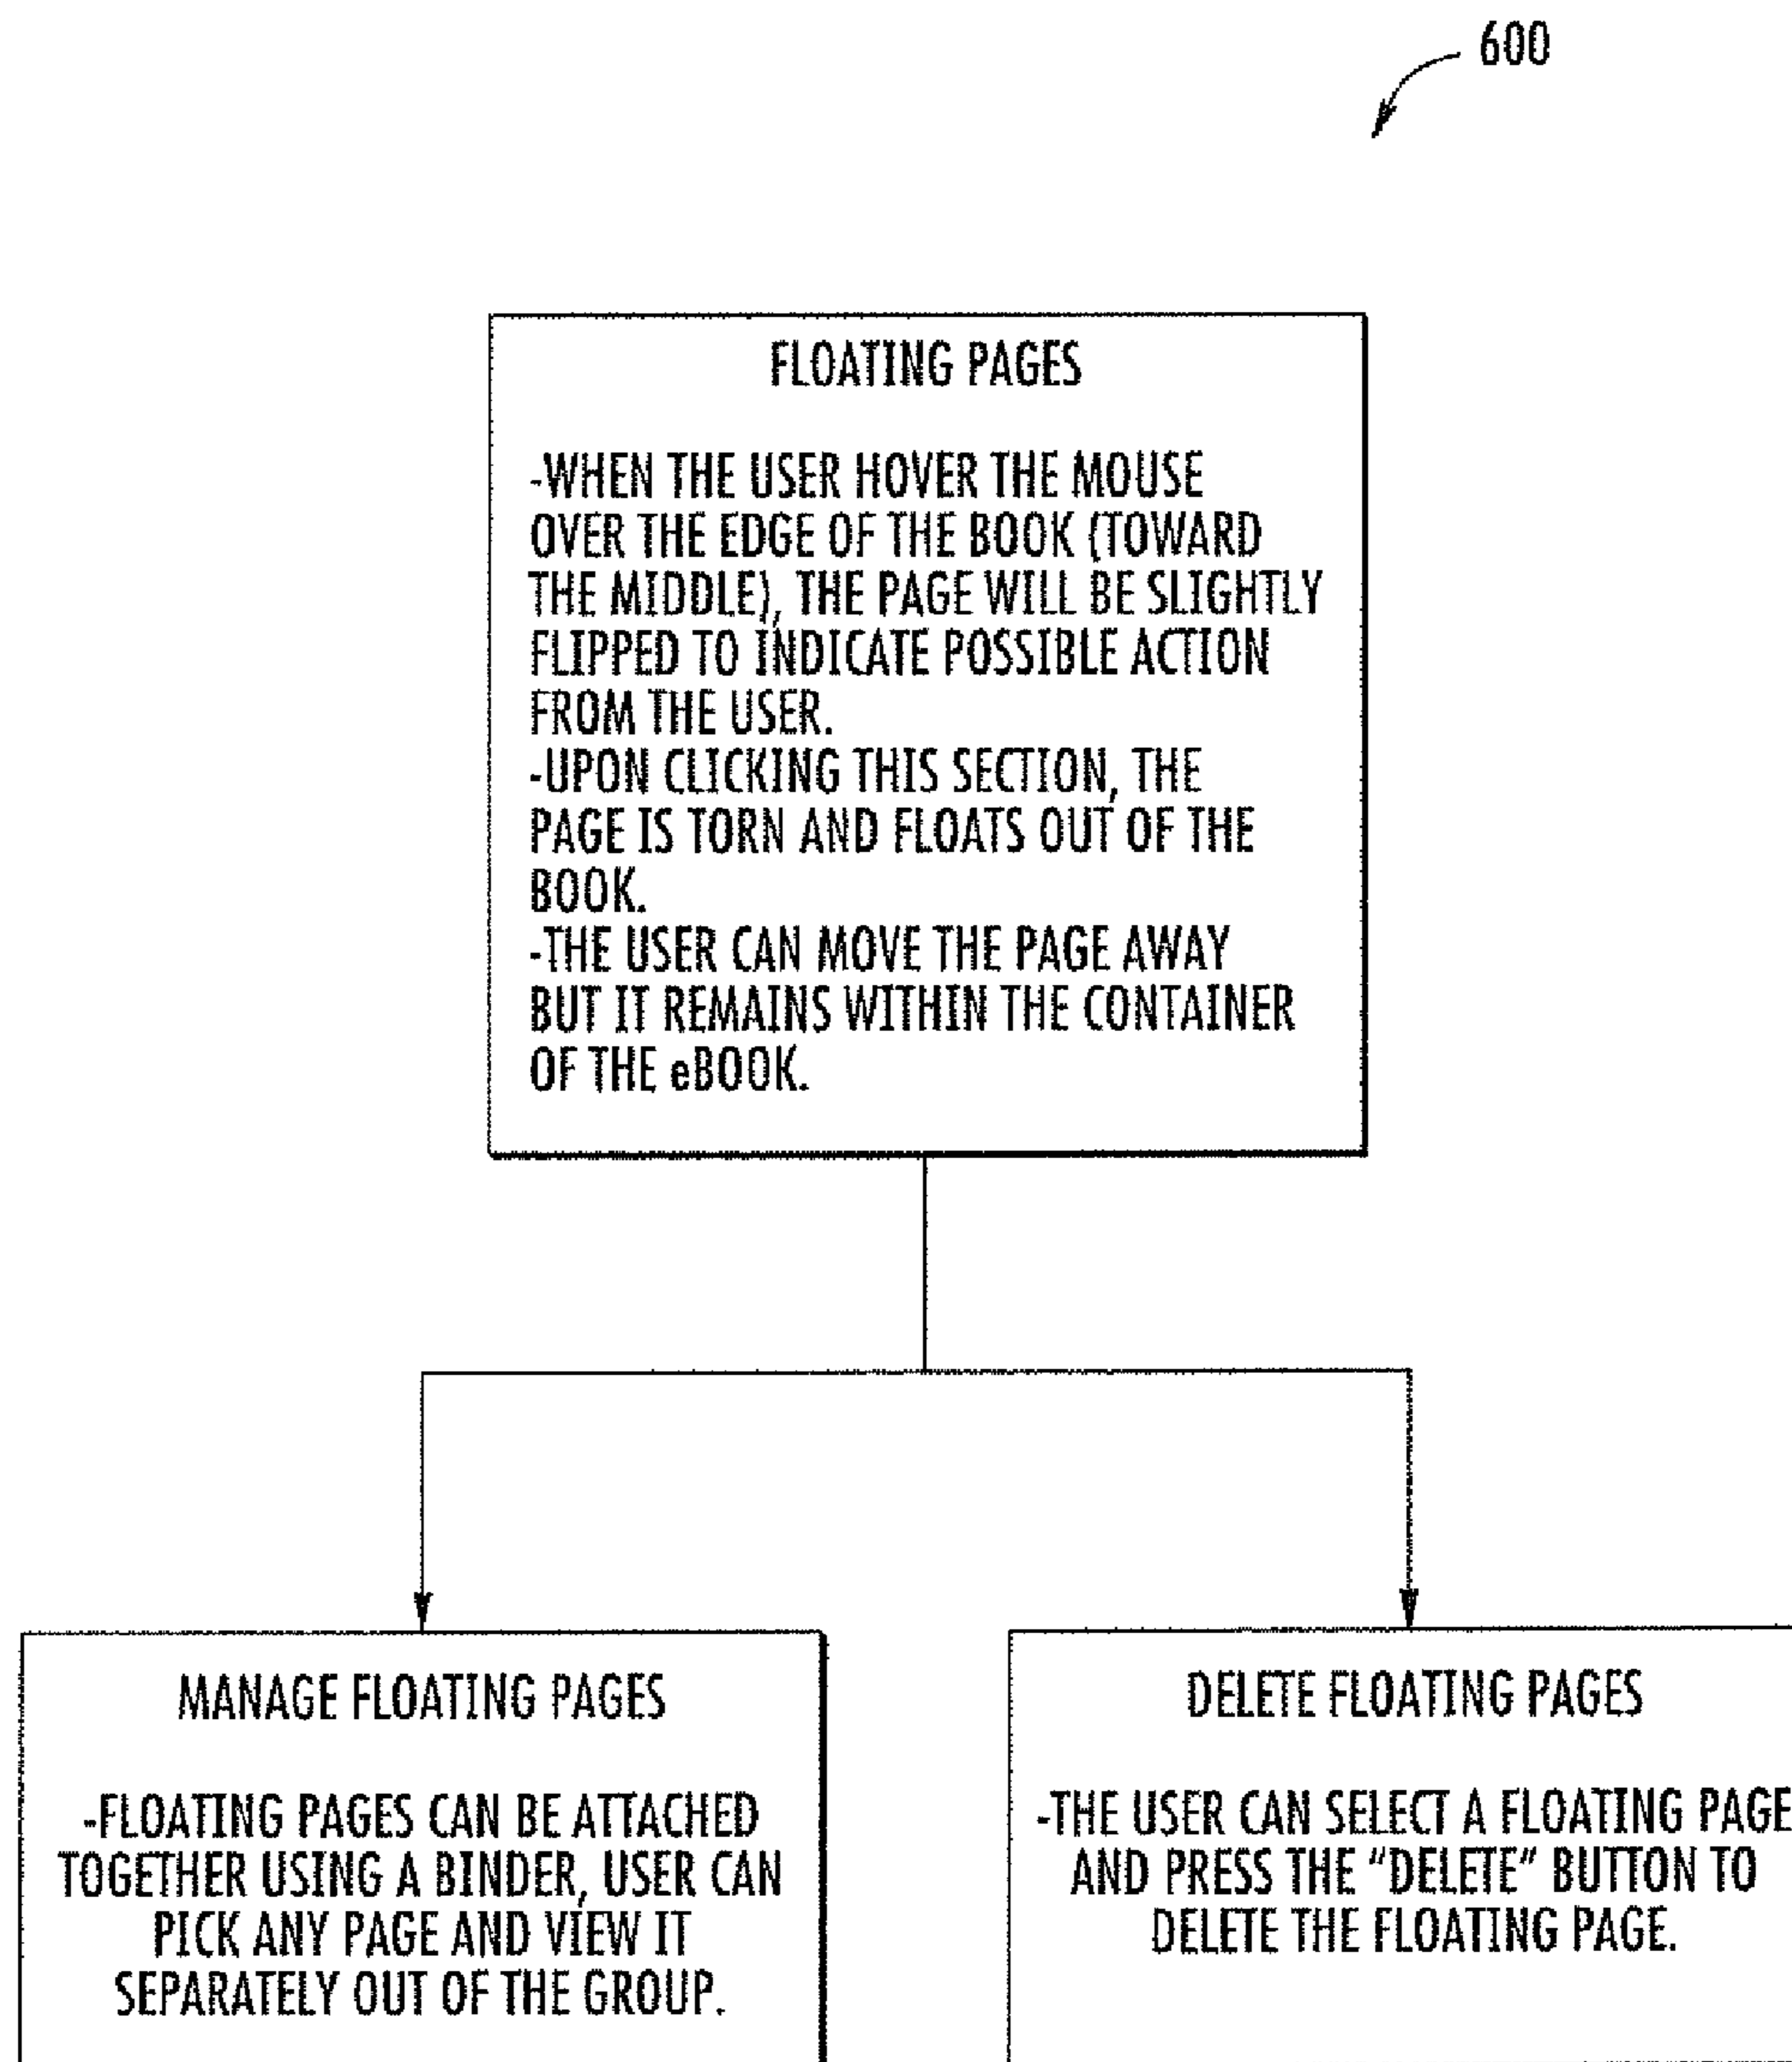 600
FLOATING PAGES
-WHEN THE USER HOVER THE MOUSE
OVER THE EDGE OF THE BOOK (TOWARD
THE MIDDLE), THE PAGE WILL BE SLIGHTLY
FLIPPED TO INDICATE POSSIBLE ACTION
FROM THE USER.
-UPON CLICKING THIS SECTION, THE
PAGE IS TORN AND FLOATS OUT OF THE
BOOK.
-THE USER CAN MOVE THE PAGE AWAY
BUT IT REMAINS WITHIN THE CONTAINER
OF THE eBOOK.
MANAGE FLOATING PAGES
-FLOATING PAGES CAN BE ATTACHED
TOGETHER USING A BINDER, USER CAN
PICK ANY PAGE AND VIEW IT
SEPARATELY OUT OF THE GROUP.
DELETE FLOATING PAGES
-THE USER CAN SELECT A FLOATING PAGE
AND PRESS THE “DELETE” BUTTON TO
DELETE THE FLOATING PAGE.